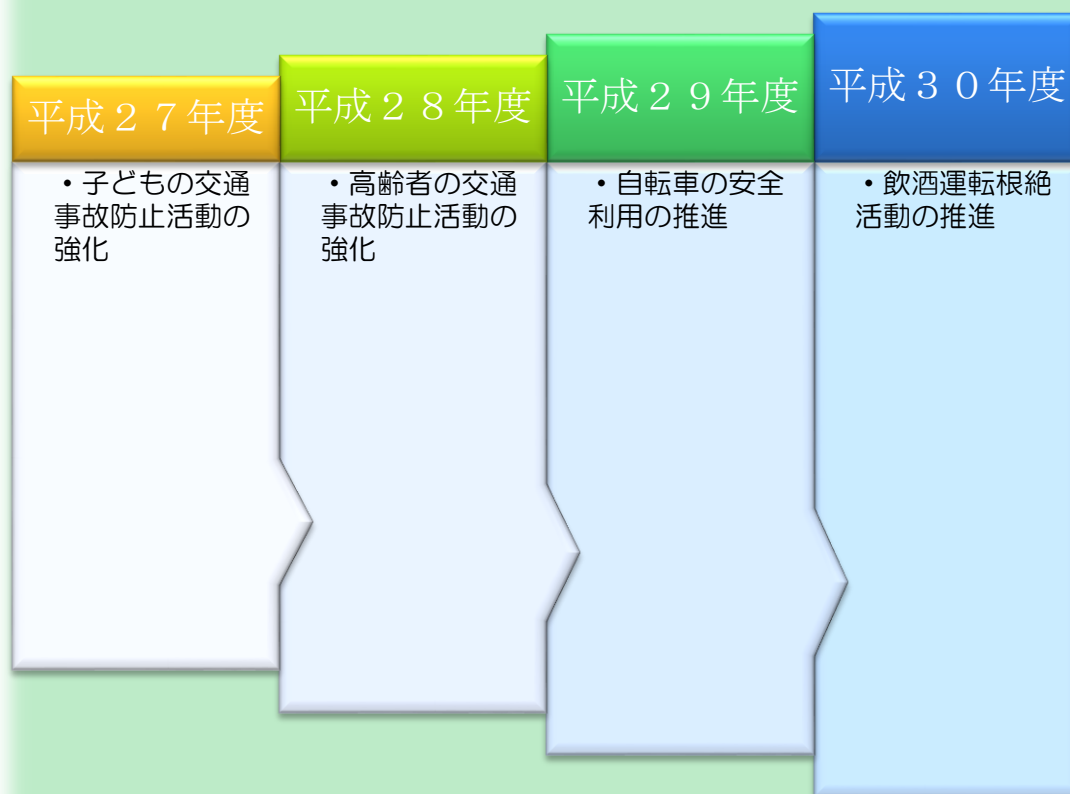 平成２７年度
・子どもの交通
事故防止活動の
強化
平成２８年度
・高齢者の交通
事故防止活動の
強化
平成２９年度
・自転車の安全
利用の推進
平成３０年度
・飲酒運転根絶
活動の推進